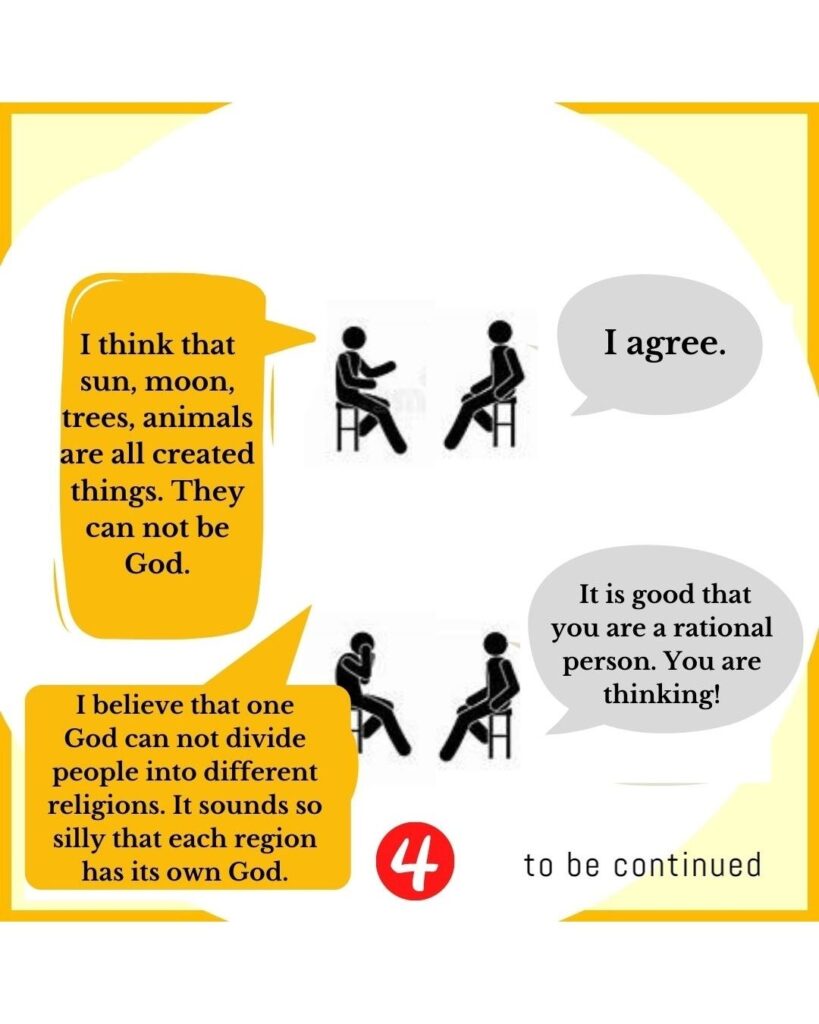 I think that
sun, moon,
trees, animals
are all created
things. They
can not be
God.
I agree.
It is good that
you are a rational
person. You are
thinking!
I believe that one
God can not divide
people into different
religions. It sounds so
silly that each region
has its own God.
4
to be continued